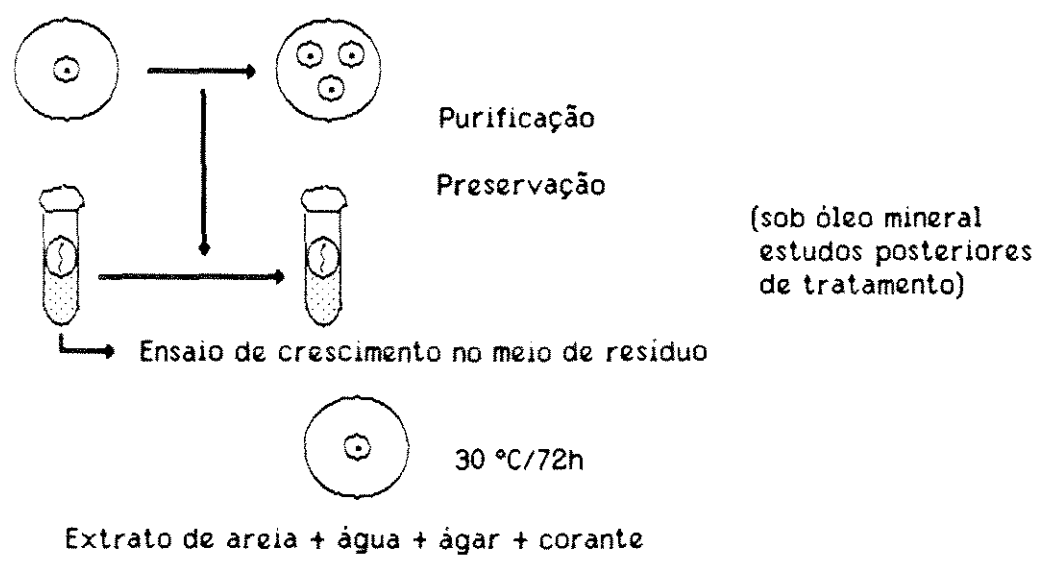 Purificação
Preservação
(sob óleo mineral
estudos posteriores
de tratamento)
Ensaio de crescimento no meio de resíduo
30 °C/72h
Extrato de areia + água + ágar + corante